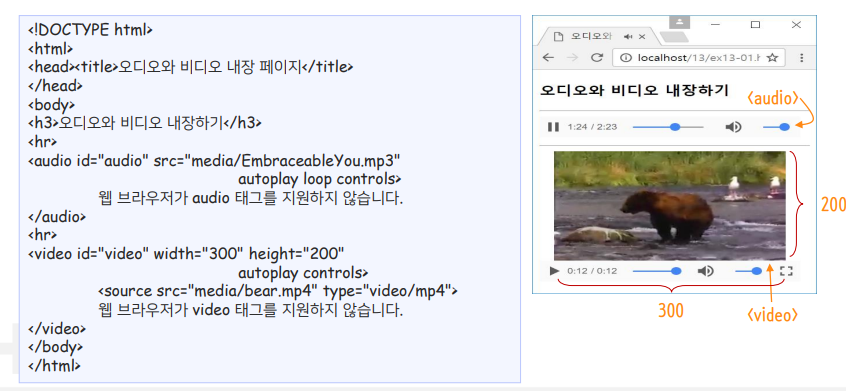 <!DOCTYPE html>
<html>
<head><title>오디오와 비디오 내장 페이지</title>
</head>
<body>
<h3>오디오와 비디오 내장하기</h3>
<hr>
<audio id="audio" src="media/EmbraceableYou.mp3"
autoplay loop controls>
웹 브라우저가 audio 태그를 지원하지 않습니다.
</audio>
<hr>
<video id="video" width="300" height="200"
autoplay controls>
<source src="media/bear.mp4" type="video/mp4">
웹 브라우저가 video 태그를 지원하지 않습니다.
</video>
</body>
</html>
오디오와
localhost/13/ex13-01.h
오디오와 비디오 내장하기
<audio>
1:24 / 2:23
200
0:12 / 0:12
300
<video>